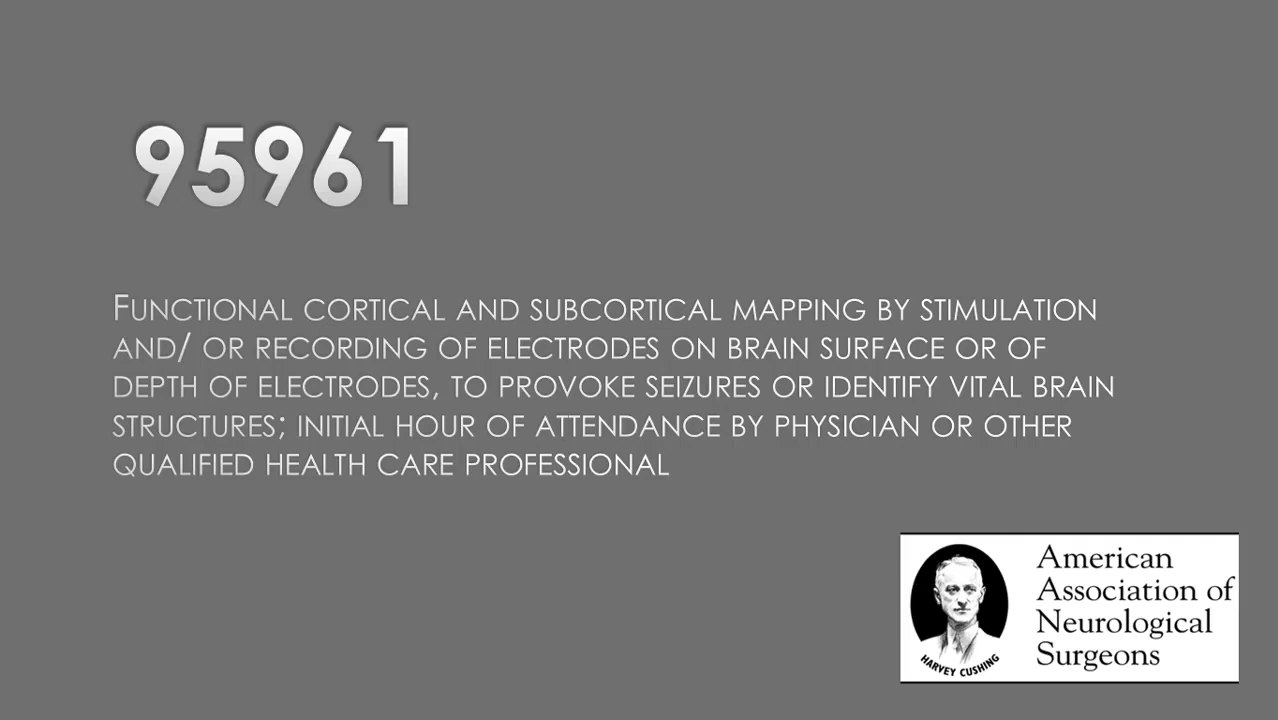 95961
Functional cortical and subcortical mapping by stimulation
and/ or recording of electrodes on brain surface or of
depth of electrodes, to provoke seizures or identify vital brain
structures; initial hour of attendance by physician or other
qualified health care professional
American
Association of
Neurological
Surgeons
HARVEY CUSHING